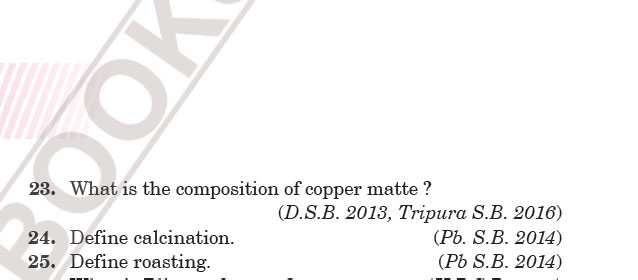 BOOK
23. What is the composition of copper matte ?
(D.S.B. 2013, Tripura S.B. 2016)
24. Define calcination. (Pb. S.B. 2014)
25. Define roasting. (Pb S.B. 2014)